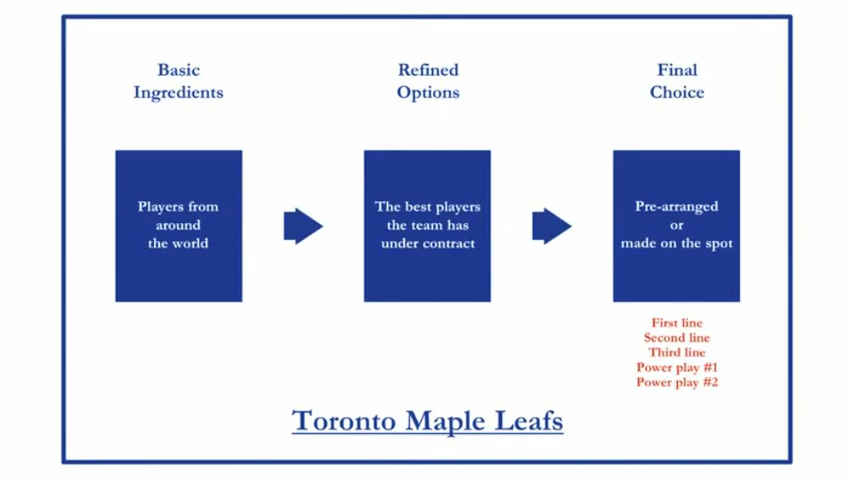 Basic
Ingredients
Refined
Options
Final
Choice
Players from
around
the world
The best players
the team has
under contract
Pre-arranged
or
made on the spot
First line
Second line
Third line
Power play #1
Power play #2
Toronto Maple Leafs